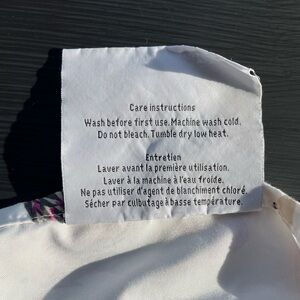 Care instructions
Wash before first use. Machine wash cold.
Do not bleach. Tumble dry low heat.
Entretien
Laver avant la première utilisation.
Laver à la machine à l'eau froide.
Ne pas utiliser d'agent de blanchiment chloré.
Sécher par culbutage à basse température.